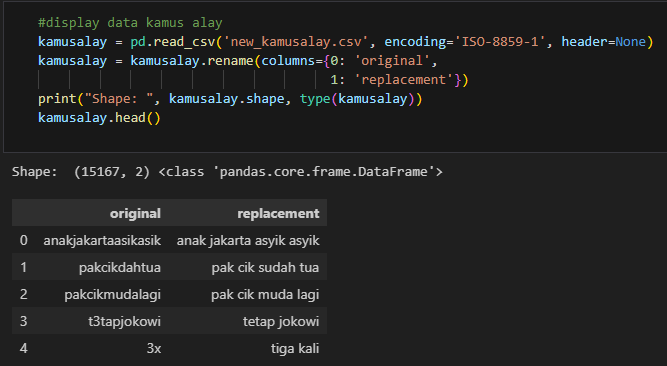 #display data kamus alay
kamusalay = pd.read_csv('new_kamusalay.csv', encoding='ISO-8859-1', header=None)
kamusalay = kamusalay.rename(columns={0: 'original',
1: 'replacement'})
print("Shape: ", kamusalay.shape, type(kamusalay))
kamusalay.head()
Shape:  (15167, 2) <class 'pandas.core.frame.DataFrame'>
original replacement
0 anakjakartaasikasik anak jakarta asyik asyik
1 pakcikdahtua pak cik sudah tua
2 pakcikmudalagi pak cik muda lagi
3 t3tapjokowi tetap jokowi
4 3x tiga kali